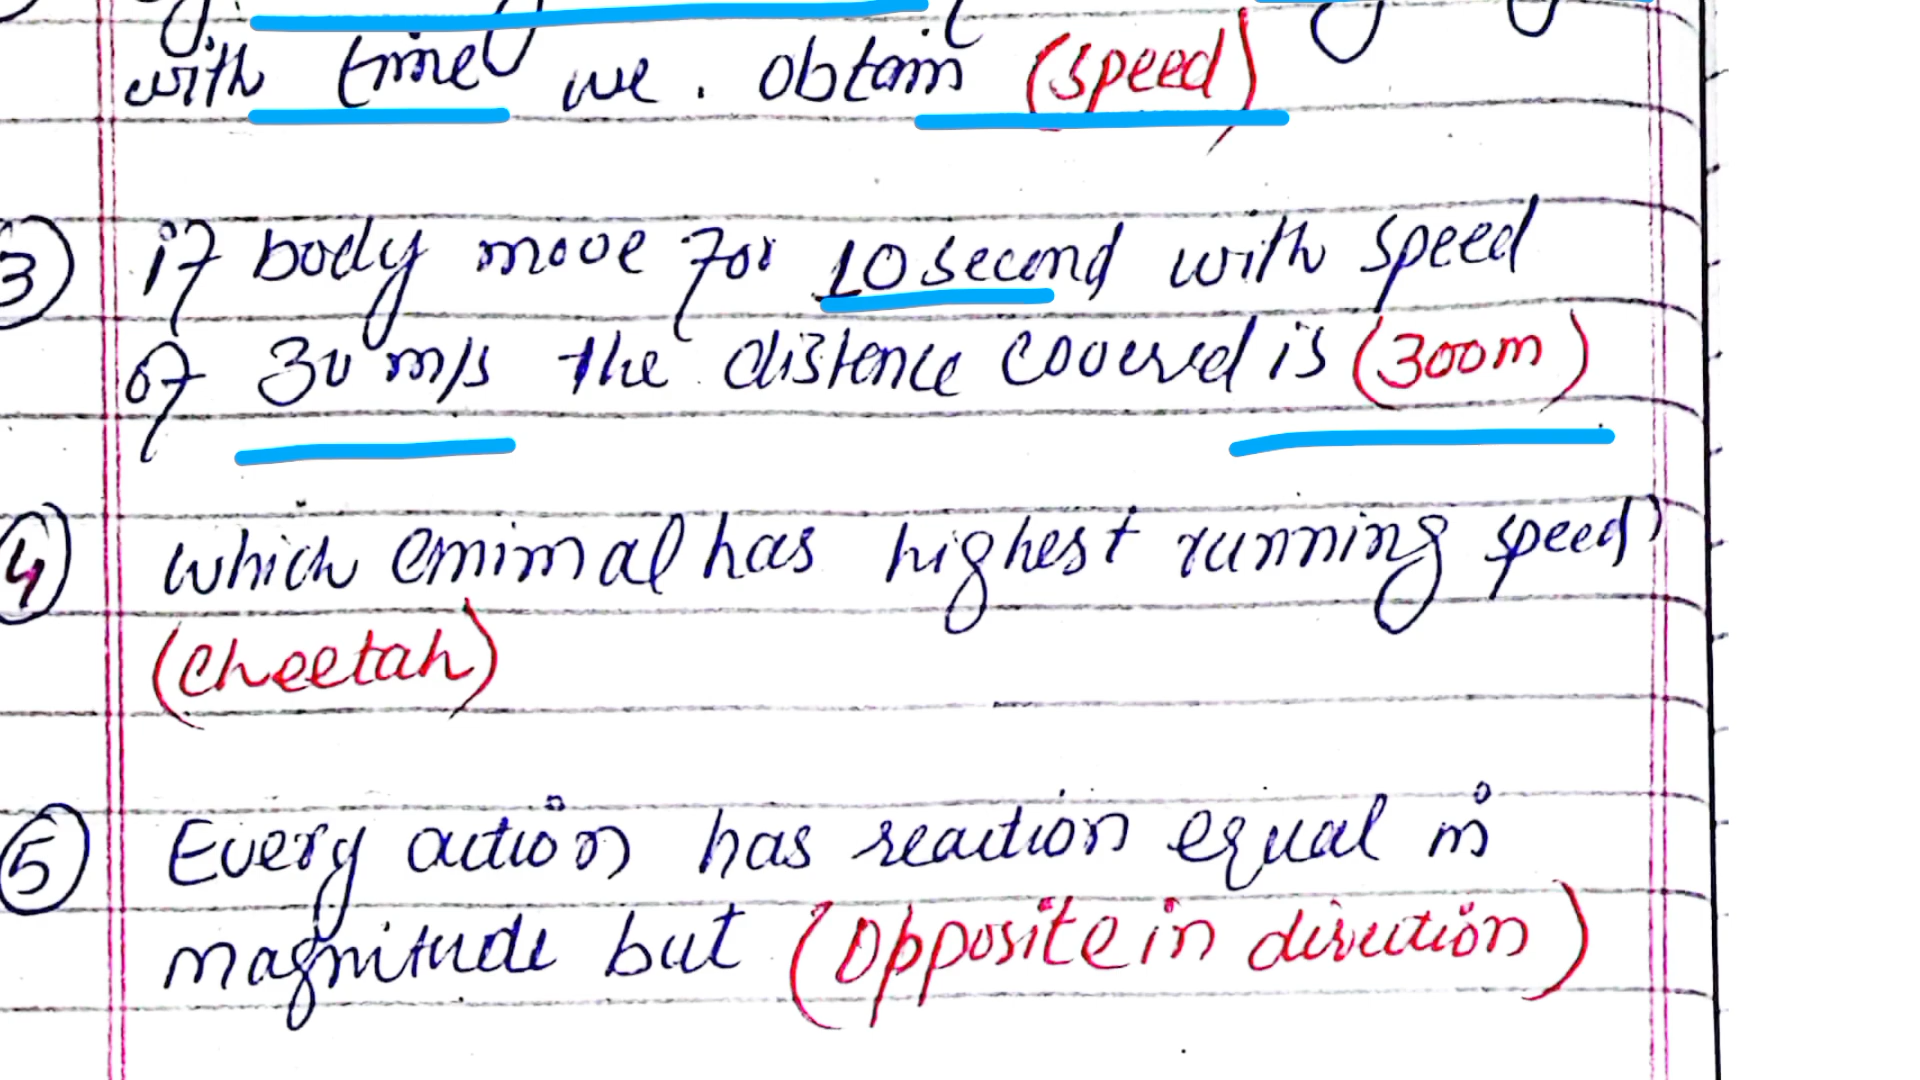 with time we. obtain (speed)
3 if body move for 10 second with speed
of 30 m/s the distence covered is (300m)
4 which enimal has highest running speed
(cheetah)
5 Every action has reaction equal in
magnitude but (opposite in direction)